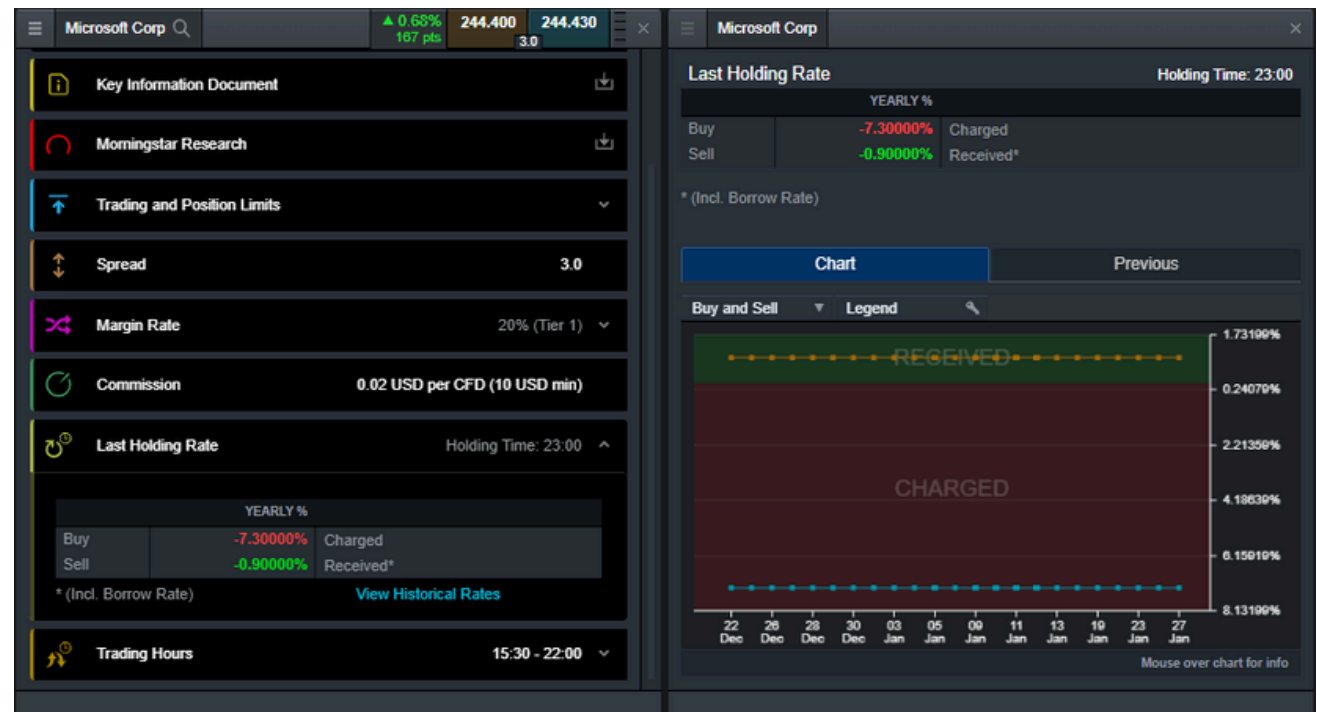 Microsoft Corp
▲ 0.68%
167 pts
244.400
244.430
3.0
Key Information Document
Morningstar Research
Trading and Position Limits
Spread 3.0
Margin Rate 20% (Tier 1)
Commission 0.02 USD per CFD (10 USD min)
Last Holding Rate Holding Time: 23:00
YEARLY %
Buy -7.30000% Charged
Sell -0.90000% Received*
* (Incl. Borrow Rate) View Historical Rates
Trading Hours 15:30 - 22:00
Microsoft Corp
Last Holding Rate Holding Time: 23:00
YEARLY %
Buy -7.30000% Charged
Sell -0.90000% Received*
* (Incl. Borrow Rate)
Chart Previous
Buy and Sell ▼ Legend
RECEIVED
CHARGED
1.73199%
0.24079%
2.21359%
4.18639%
6.15919%
8.13199%
22 26 28 30 03 05 09 11 13 19 23 27
Dec Dec Dec Dec Jan Jan Jan Jan Jan Jan Jan Jan
Mouse over chart for info